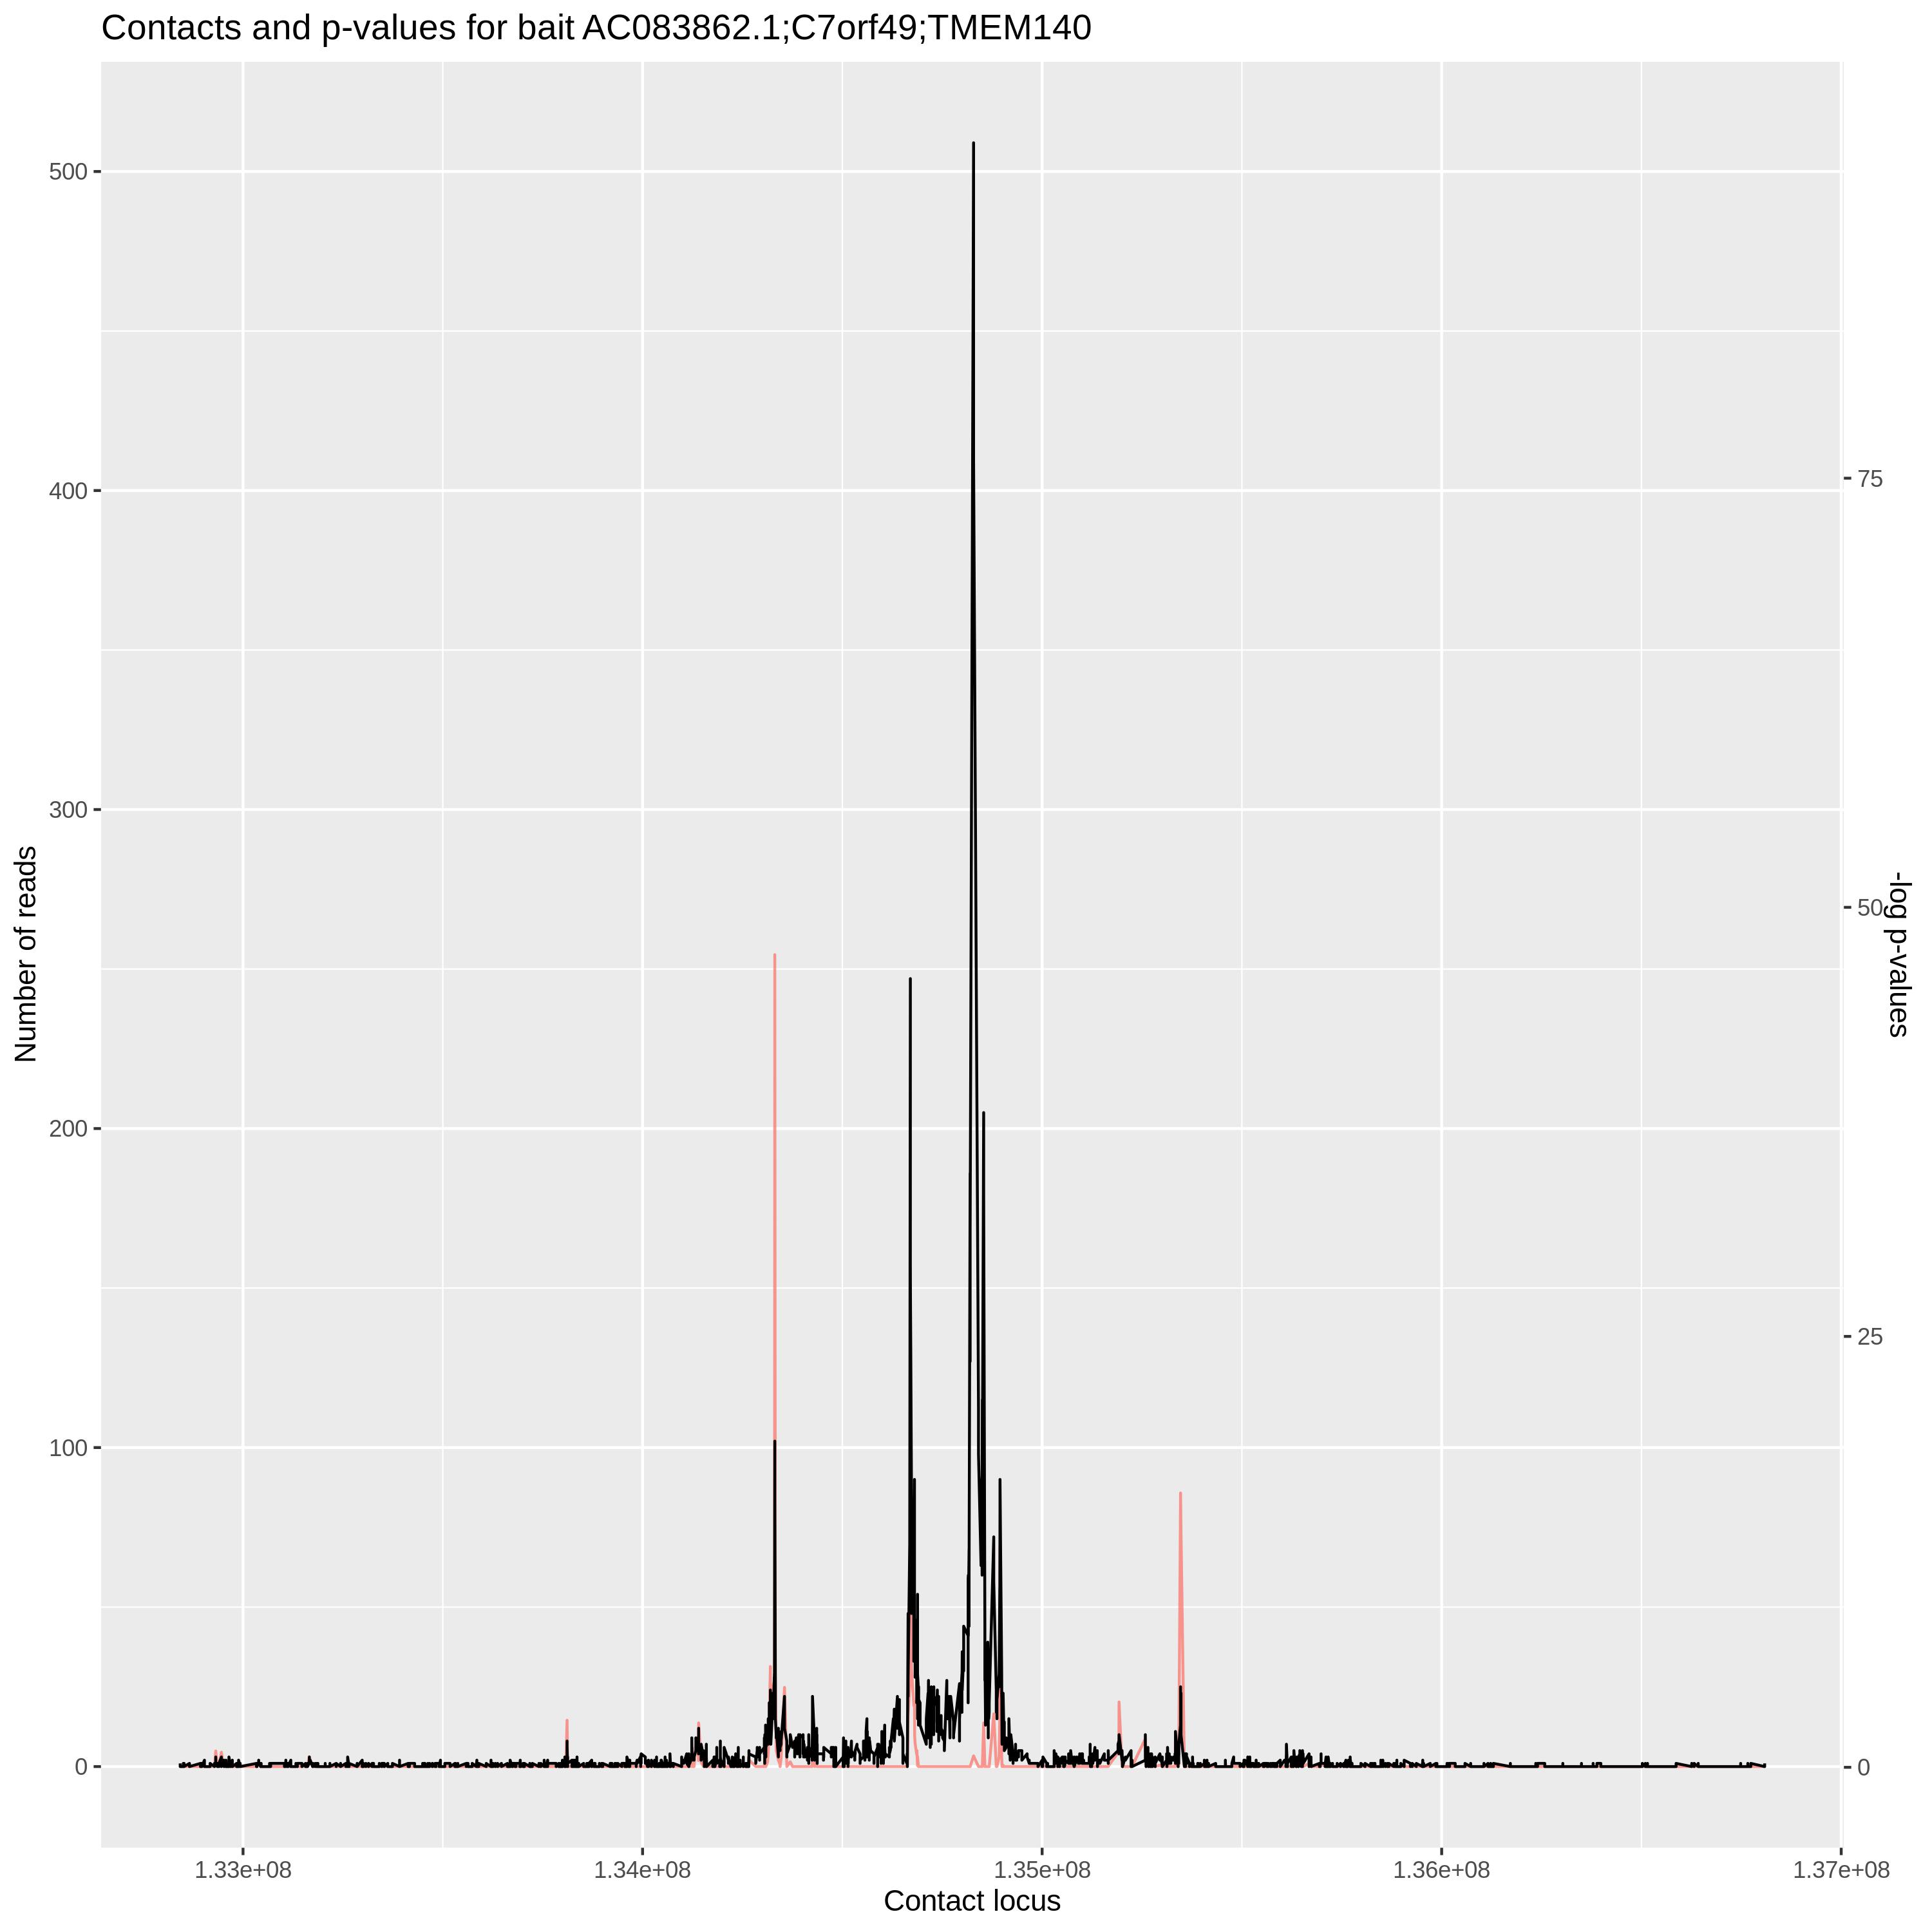 Contacts and p-values for bait AC083862.1;C7orf49;TMEM140
500
400
300
200
100
0
Number of reads
75
50
25
0
-log p-values
1.33e+08
1.34e+08
1.35e+08
1.36e+08
1.37e+08
Contact locus